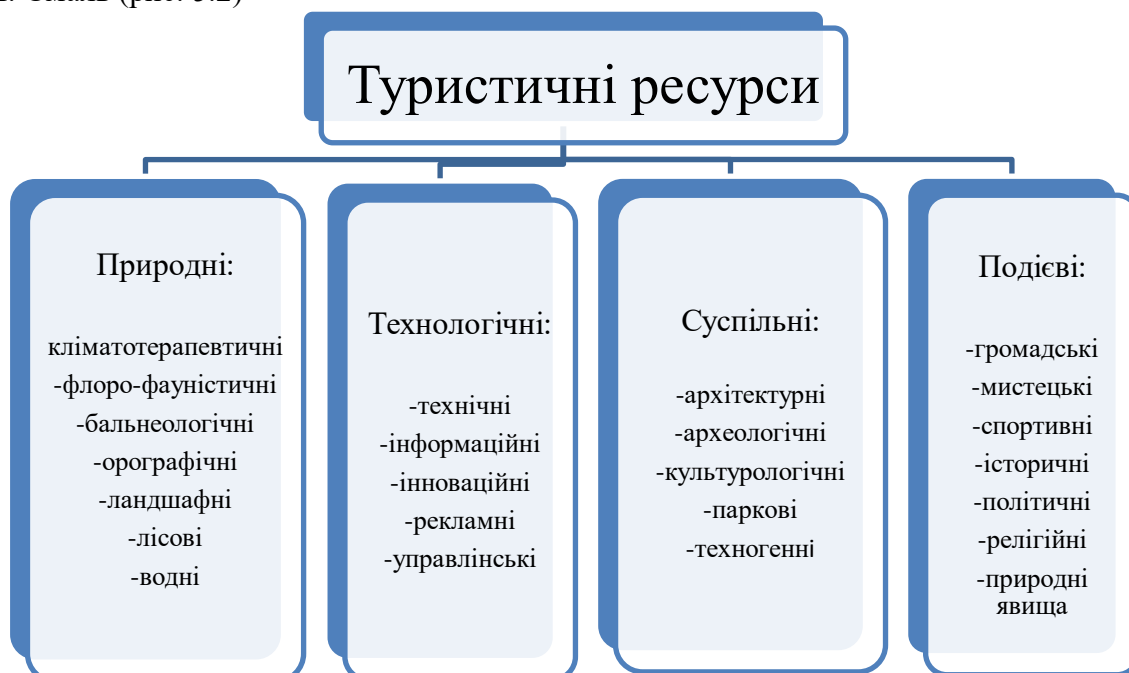 (рис.
Туристичні ресурси
Природні:
кліматотерапевтичні
-флоро-фауністичні
-бальнеологічні
-орографічні
-ландшафні
-лісові
-водні
Технологічні:
-технічні
-інформаційні
-інноваційні
-рекламні
-управлінські
Суспільні:
-архітектурні
-археологічні
-культурологічні
-паркові
-техногенні
Подієві:
-громадські
-мистецькі
-спортивні
-історичні
-політичні
-релігійні
-природні
явища